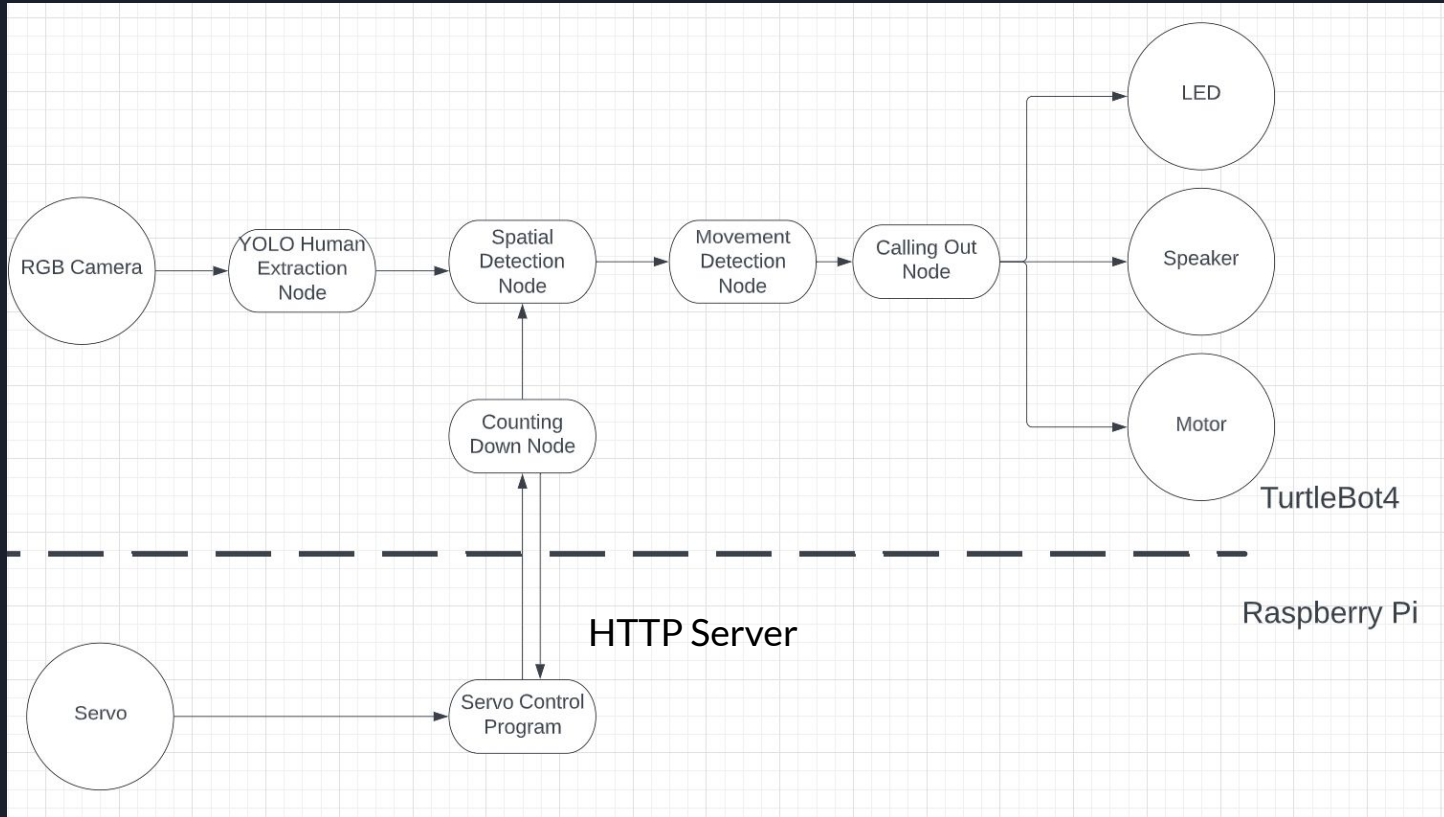 LED
RGB Camera
YOLO Human
Extraction
Node
Spatial
Detection
Node
Movement
Detection
Node
Calling Out
Node
Speaker
Counting
Down Node
Motor
TurtleBot4
HTTP Server
Raspberry Pi
Servo
Servo Control
Program